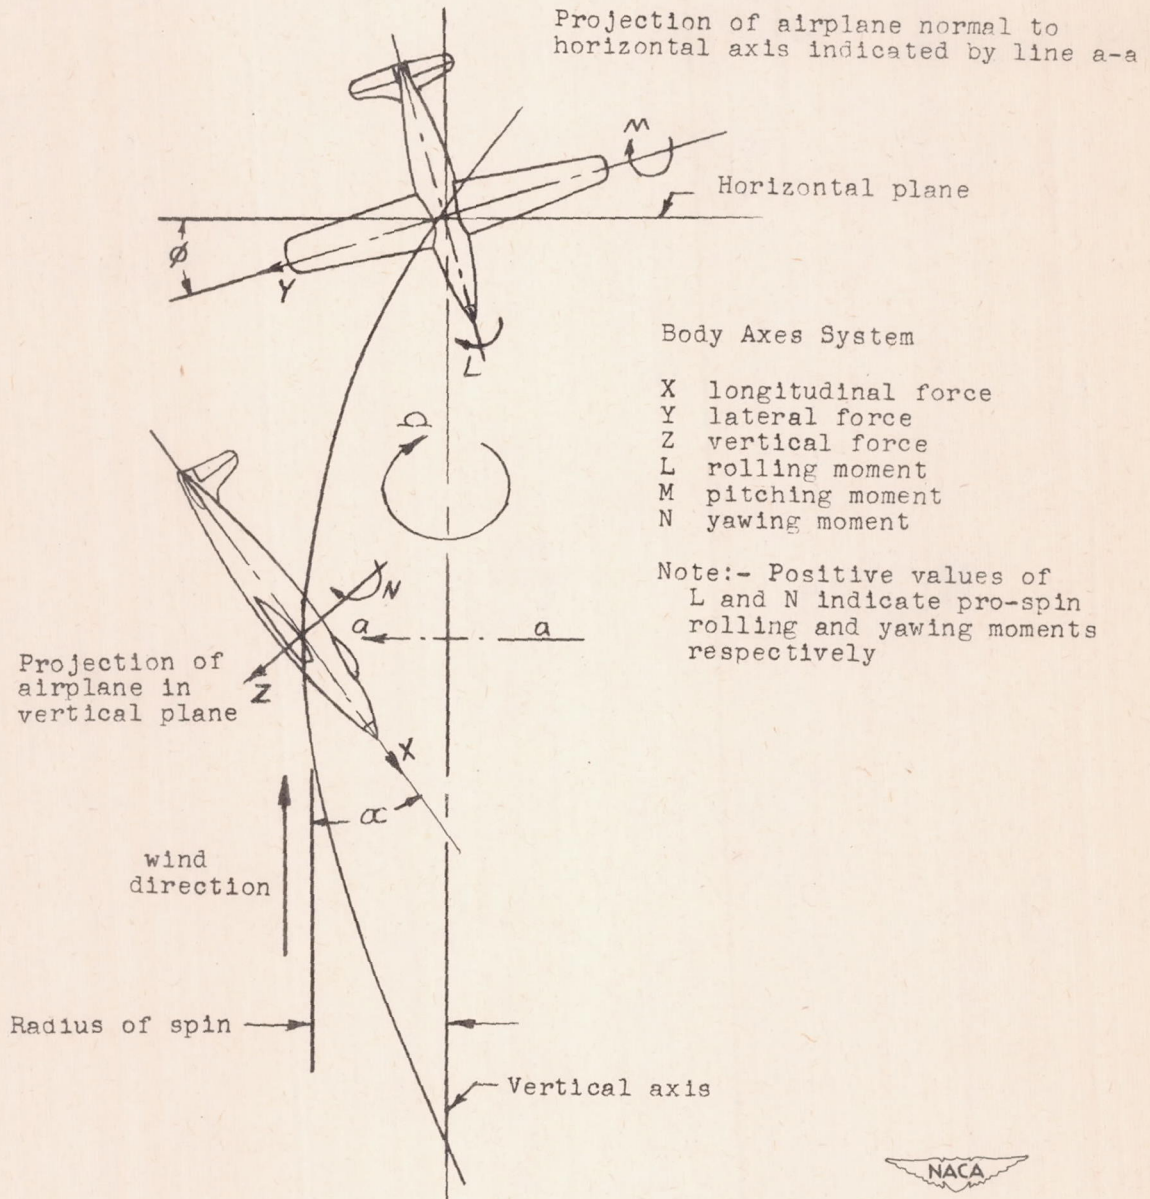 Projection of airplane normal to
horizontal axis indicated by line a-a
M
Horizontal plane
ø
Y
L
Body Axes System
X longitudinal force
Y lateral force
Z vertical force
L rolling moment
M pitching moment
N yawing moment
Note:- Positive values of
L and N indicate pro-spin
rolling and yawing moments
respectively
N
a a
Projection of
airplane in
vertical plane
Z
X
α
wind
direction
Radius of spin
Vertical axis
NACA